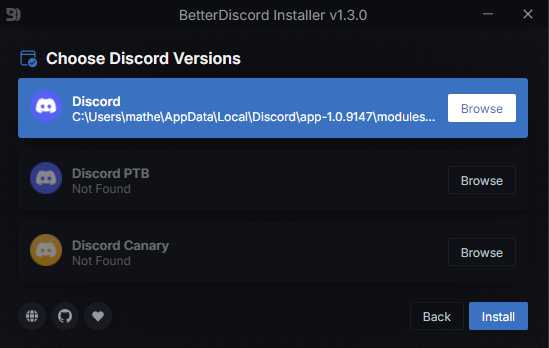 BetterDiscord Installer v1.3.0
Choose Discord Versions
Discord
C:\Users\mathe\AppData\Local\Discord\app-1.0.9147\modules...
Browse
Discord PTB
Not Found
Browse
Discord Canary
Not Found
Browse
Back
Install